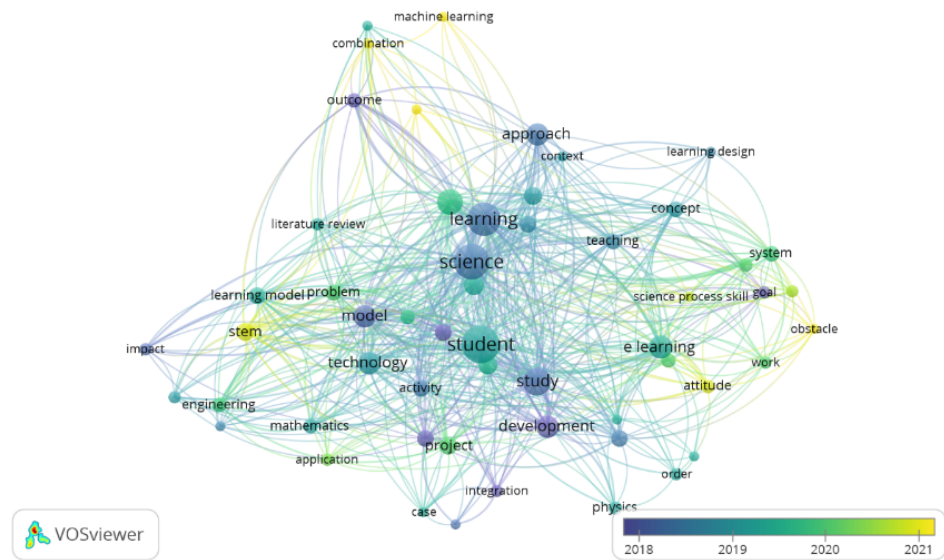 machine learning
combination
outcome
approach
context
learning design
learning
concept
literature review
teaching
science
system
learning model
problem
science process skill
goal
model
stem
obstacle
student
e learning
impact
technology
work
study
attitude
activity
engineering
mathematics
development
project
application
order
integration
case
physics
VOSviewer
2018
2019
2020
2021